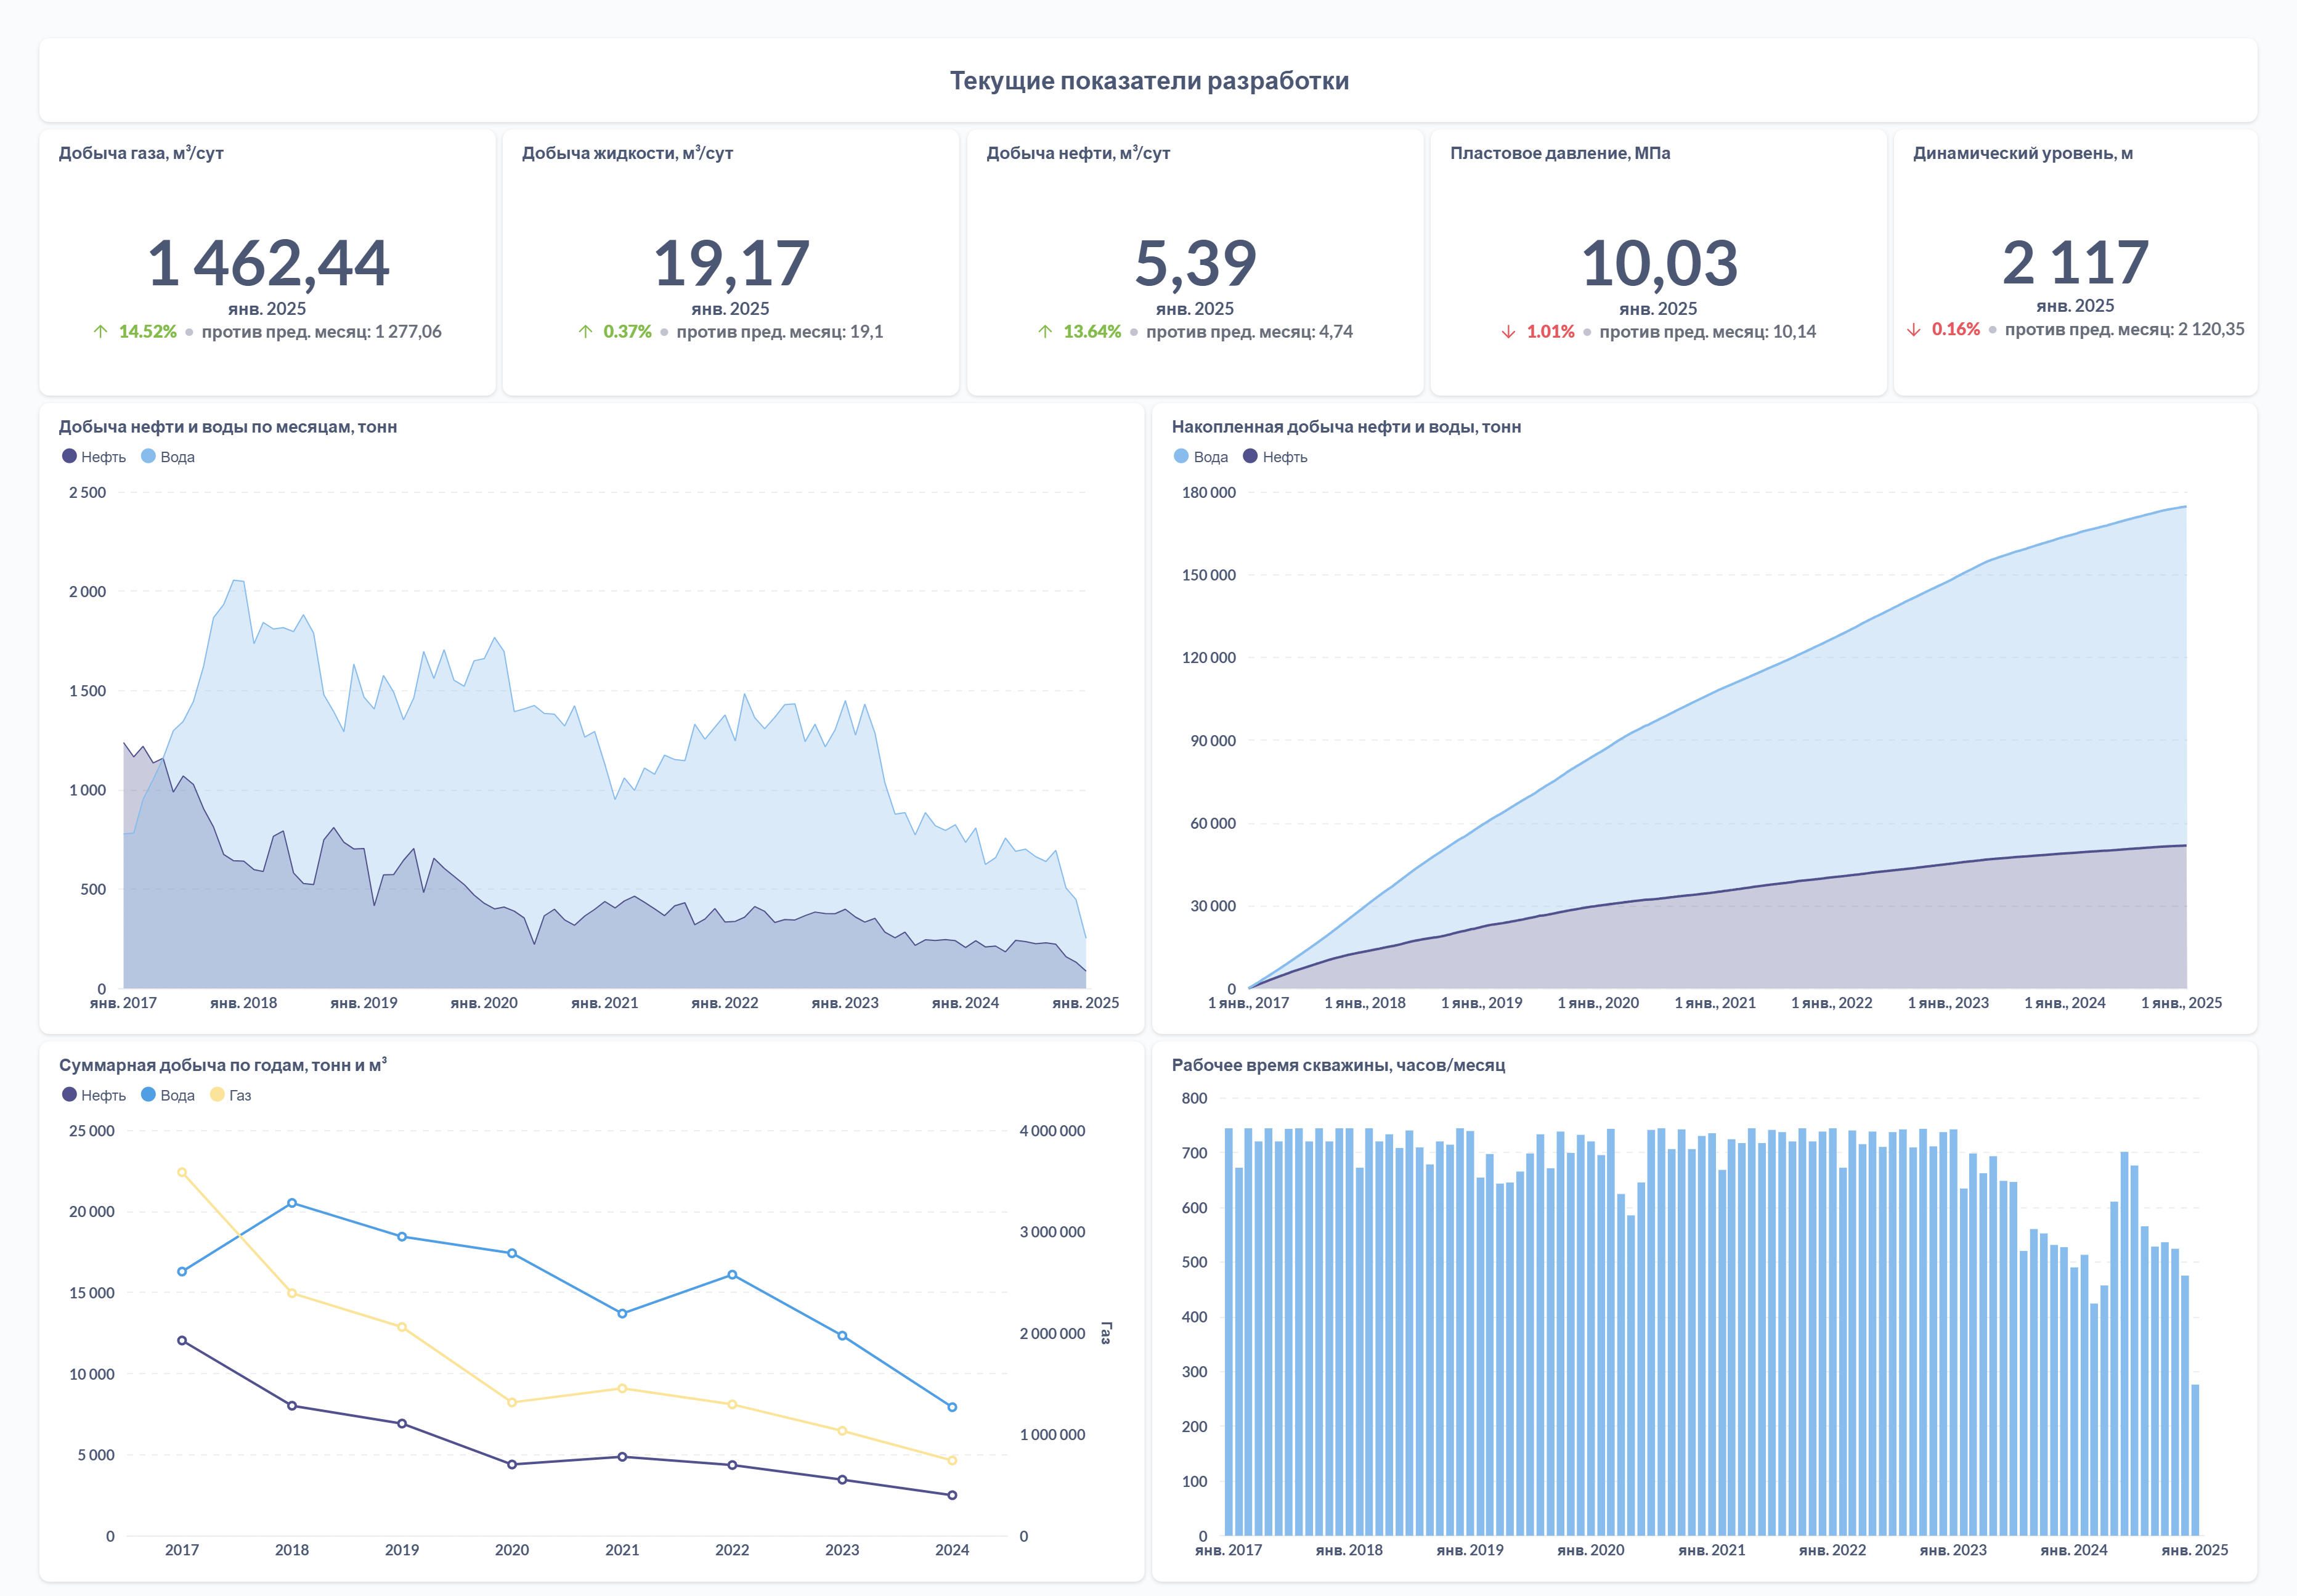 Текущие показатели разработки
Добыча газа, м³/сут
1 462,44
янв. 2025
↑ 14.52% • против пред. месяц: 1 277,06
Добыча жидкости, м³/сут
19,17
янв. 2025
↑ 0.37% • против пред. месяц: 19,1
Добыча нефти, м³/сут
5,39
янв. 2025
↑ 13.64% • против пред. месяц: 4,74
Пластовое давление, МПа
10,03
янв. 2025
↓ 1.01% • против пред. месяц: 10,14
Динамический уровень, м
2 117
янв. 2025
↓ 0.16% • против пред. месяц: 2 120,35
Добыча нефти и воды по месяцам, тонн
Нефть Вода
2 500
2 000
1 500
1 000
500
0
янв. 2017 янв. 2018 янв. 2019 янв. 2020 янв. 2021 янв. 2022 янв. 2023 янв. 2024 янв. 2025
Накопленная добыча нефти и воды, тонн
Вода Нефть
180 000
150 000
120 000
90 000
60 000
30 000
0
1 янв., 2017 1 янв., 2018 1 янв., 2019 1 янв., 2020 1 янв., 2021 1 янв., 2022 1 янв., 2023 1 янв., 2024 1 янв., 2025
Суммарная добыча по годам, тонн и м³
Нефть Вода Газ
25 000
20 000
15 000
10 000
5 000
0
4 000 000
3 000 000
2 000 000
1 000 000
0
Газ
2017 2018 2019 2020 2021 2022 2023 2024
Рабочее время скважины, часов/месяц
800
700
600
500
400
300
200
100
0
янв. 2017 янв. 2018 янв. 2019 янв. 2020 янв. 2021 янв. 2022 янв. 2023 янв. 2024 янв. 2025